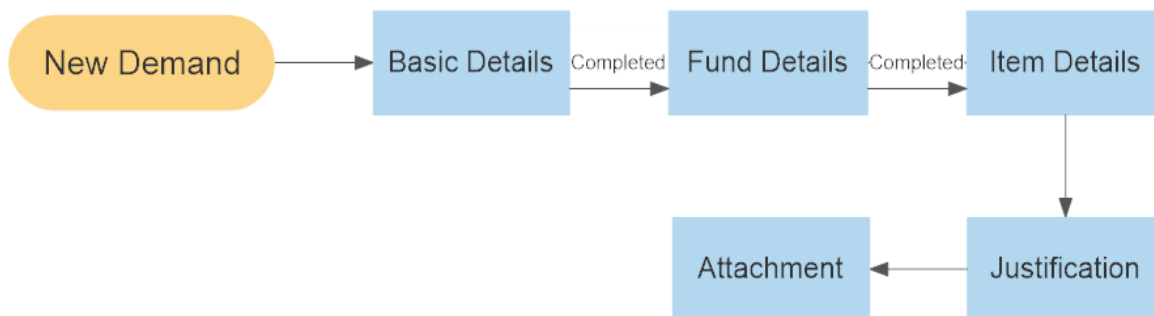 New Demand
Basic Details
Completed
Fund Details
Completed
Item Details
Attachment
Justification